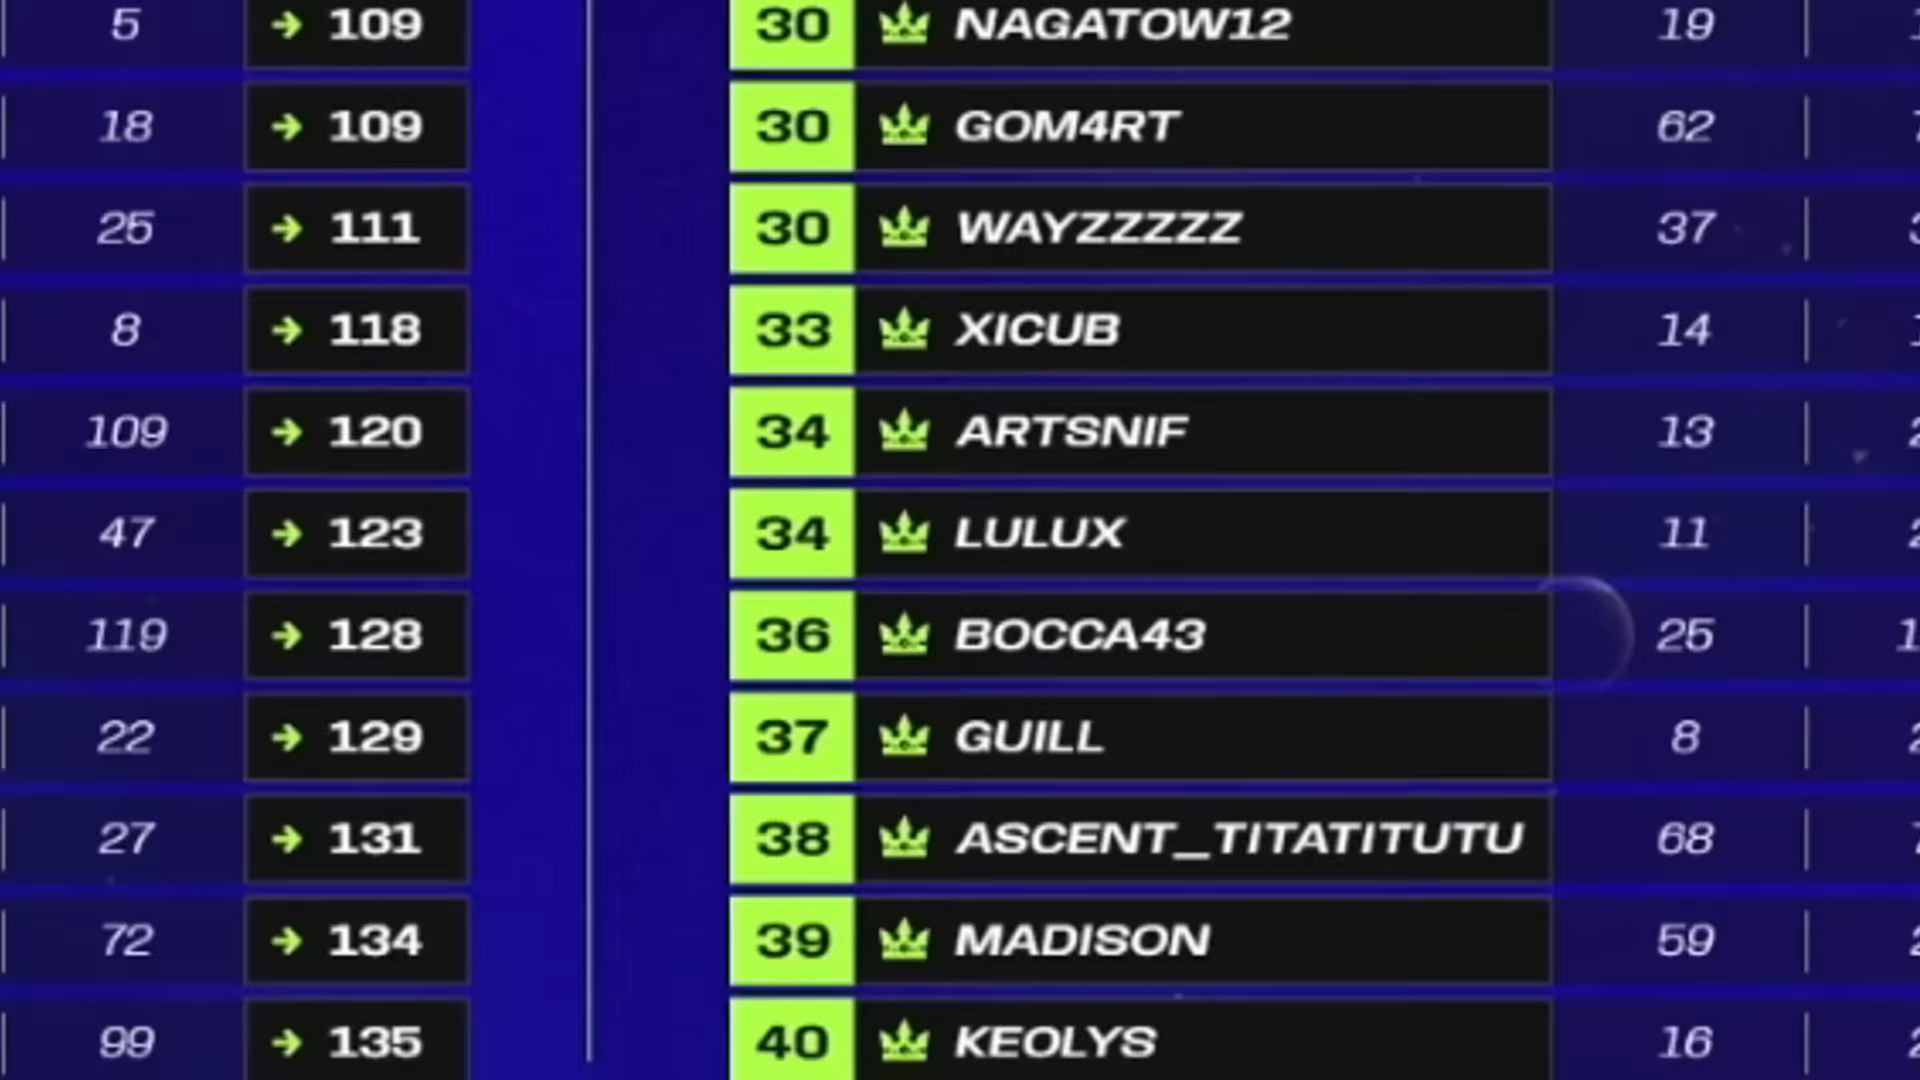 5 109 30 NAGATOW12 19
18 109 30 GOM4RT 62
25 111 30 WAYZZZZZ 37
8 118 33 XICUB 14
109 120 34 ARTSNIF 13
47 123 34 LULUX 11
119 128 36 BOCCA43 25
22 129 37 GUILL 8
27 131 38 ASCENT_TITATITUTU 68
72 134 39 MADISON 59
99 135 40 KEOLYS 16